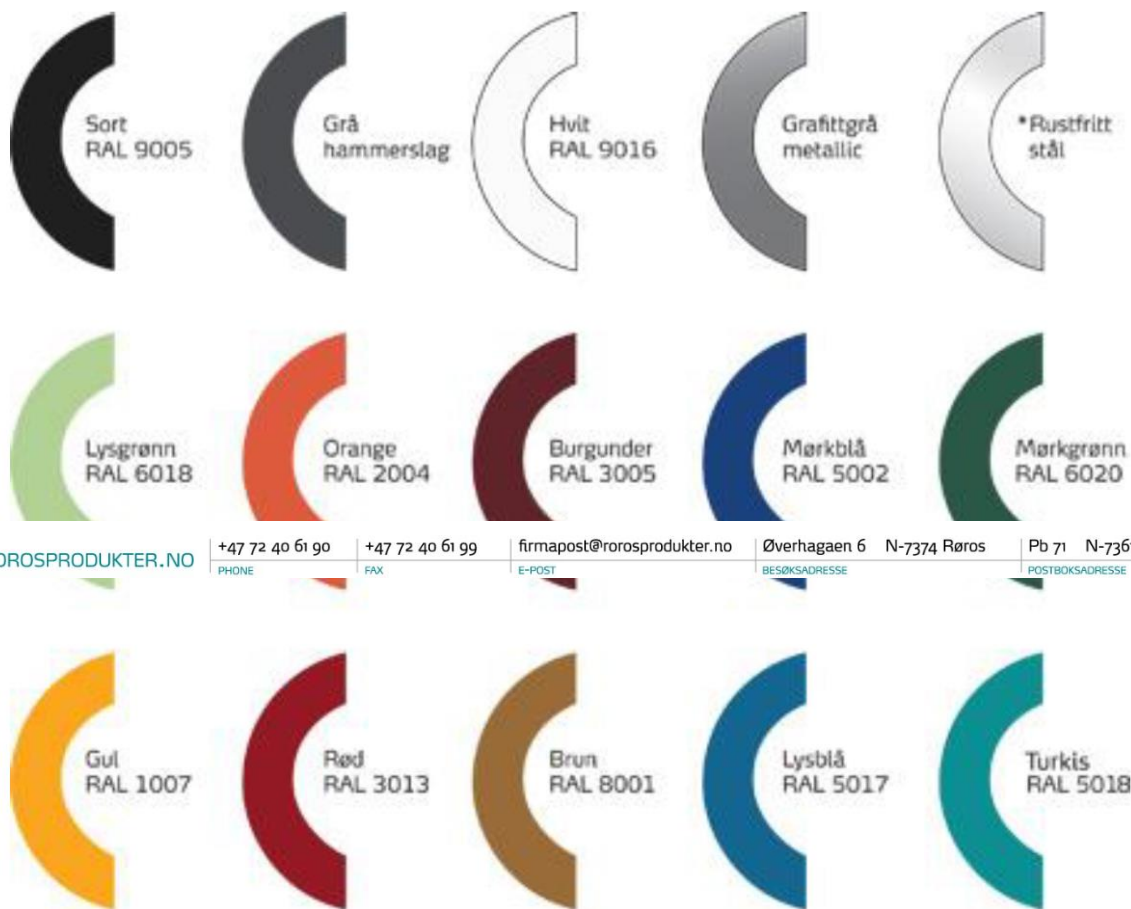 Sort
RAL 9005
Grå
hammerslag
Hvit
RAL 9016
Grafittgrå
metallic
*Rustfritt
stål
Lysgrønn
RAL 6018
Orange
RAL 2004
Burgunder
RAL 3005
Mørkblå
RAL 5002
Mørkgrønn
RAL 6020
OROSPRODUKTER.NO
+47 72 40 61 90
PHONE
+47 72 40 61 99
FAX
firmapost@rorosprodukter.no
E-POST
Øverhagaen 6 N-7374 Røros
BESØKSADRESSE
Pb 71 N-736
POSTBOKSADRESSE
Gul
RAL 1007
Rød
RAL 3013
Brun
RAL 8001
Lysblå
RAL 5017
Turkis
RAL 5018